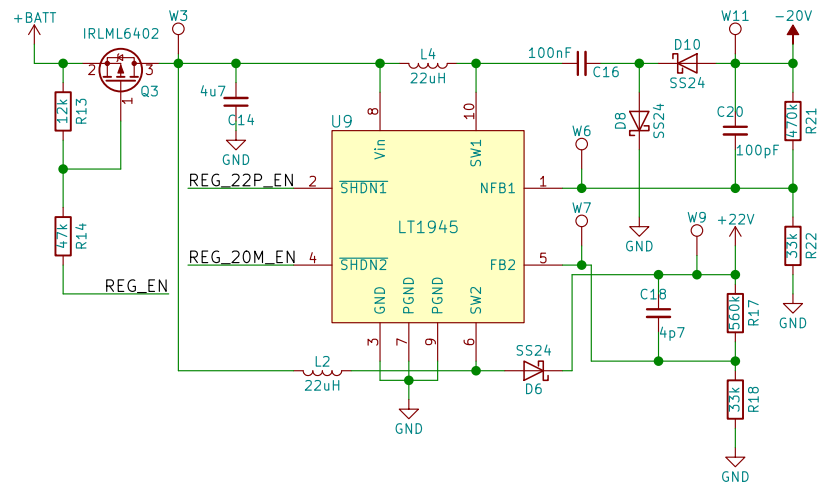 +BATT
IRLML6402
W3
W11
-20V
2
3
Q3
1
12k
R13
4u7
C14
GND
L4
22uH
100nF
C16
D10
SS24
D8
SS24
C20
100pF
470k
R21
U9
8
10
Vin
SW1
W6
REG_22P_EN
2
SHDN1
NFB1
1
LT1945
W7
W9
+22V
GND
47k
R14
REG_20M_EN
4
SHDN2
FB2
5
33k
R22
REG_EN
GND
PGND
PGND
SW2
C18
4p7
560k
R17
GND
3
7
9
6
L2
22uH
SS24
D6
33k
R18
GND
GND